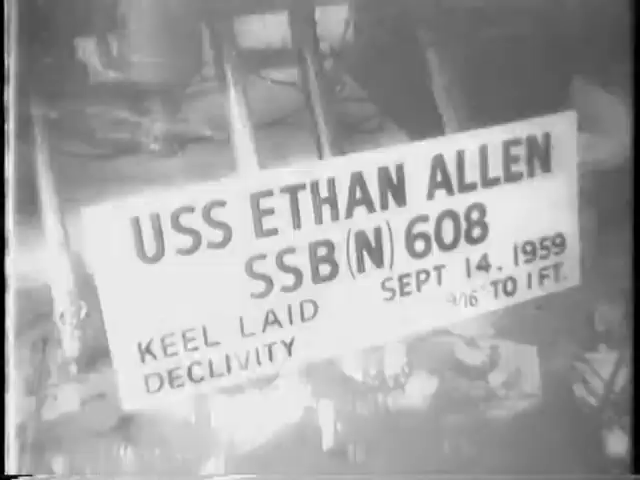 USS ETHAN ALLEN
SSB(N) 608
KEEL LAID SEPT 14. 1959
DECLIVITY 9/16" TO 1 FT.